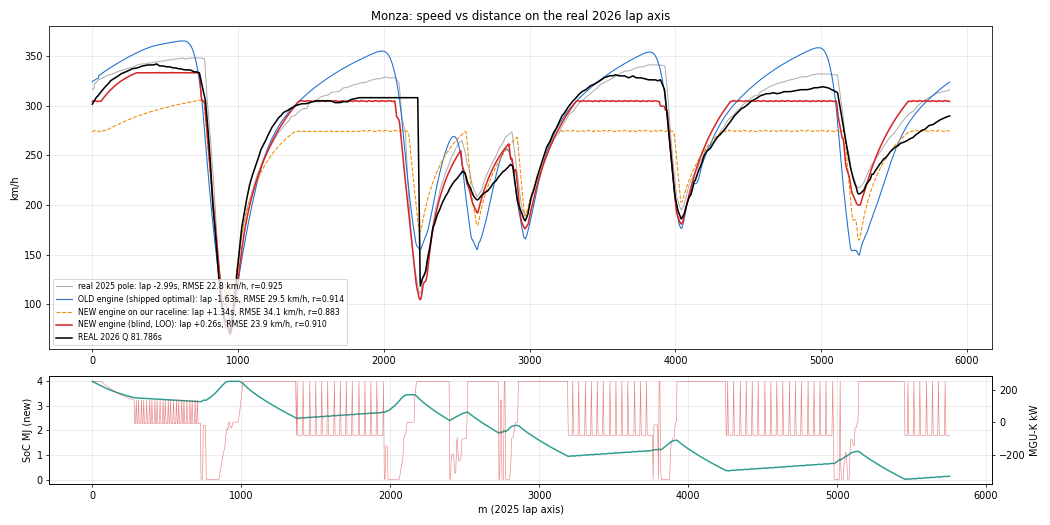 Monza: speed vs distance on the real 2026 lap axis
350
300
250
200
150
100
km/h
real 2025 pole: lap -2.99s, RMSE 22.8 km/h, r=0.925
OLD engine (shipped optimal): lap -1.63s, RMSE 29.5 km/h, r=0.914
NEW engine on our raceline: lap +1.34s, RMSE 34.1 km/h, r=0.883
NEW engine (blind, LOO): lap +0.26s, RMSE 23.9 km/h, r=0.910
REAL 2026 Q 81.786s
0 1000 2000 3000 4000 5000 6000
4
3
2
1
0
SoC MJ (new)
200
0
−200
MGU-K kW
0 1000 2000 3000 4000 5000 6000
m (2025 lap axis)